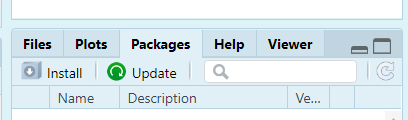 Files Plots Packages Help Viewer
Install Update
Name Description Ve...